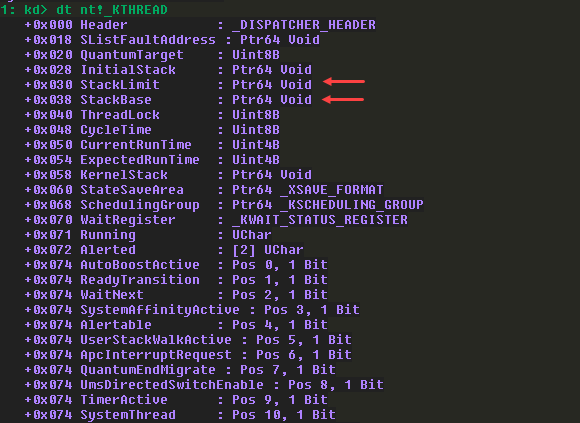 1: kd> dt nt!_KTHREAD
+0x000 Header : _DISPATCHER_HEADER
+0x018 SListFaultAddress : Ptr64 Void
+0x020 QuantumTarget : Uint8B
+0x028 InitialStack : Ptr64 Void
+0x030 StackLimit : Ptr64 Void
+0x038 StackBase : Ptr64 Void
+0x040 ThreadLock : Uint8B
+0x048 CycleTime : Uint8B
+0x050 CurrentRunTime : Uint4B
+0x054 ExpectedRunTime : Uint4B
+0x058 KernelStack : Ptr64 Void
+0x060 StateSaveArea : Ptr64 _XSAVE_FORMAT
+0x068 SchedulingGroup : Ptr64 _KSCHEDULING_GROUP
+0x070 WaitRegister : _KWAIT_STATUS_REGISTER
+0x071 Running : UChar
+0x072 Alerted : [2] UChar
+0x074 AutoBoostActive : Pos 0, 1 Bit
+0x074 ReadyTransition : Pos 1, 1 Bit
+0x074 WaitNext : Pos 2, 1 Bit
+0x074 SystemAffinityActive : Pos 3, 1 Bit
+0x074 Alertable : Pos 4, 1 Bit
+0x074 UserStackWalkActive : Pos 5, 1 Bit
+0x074 ApcInterruptRequest : Pos 6, 1 Bit
+0x074 QuantumEndMigrate : Pos 7, 1 Bit
+0x074 UmsDirectedSwitchEnable : Pos 8, 1 Bit
+0x074 TimerActive : Pos 9, 1 Bit
+0x074 SystemThread : Pos 10, 1 Bit